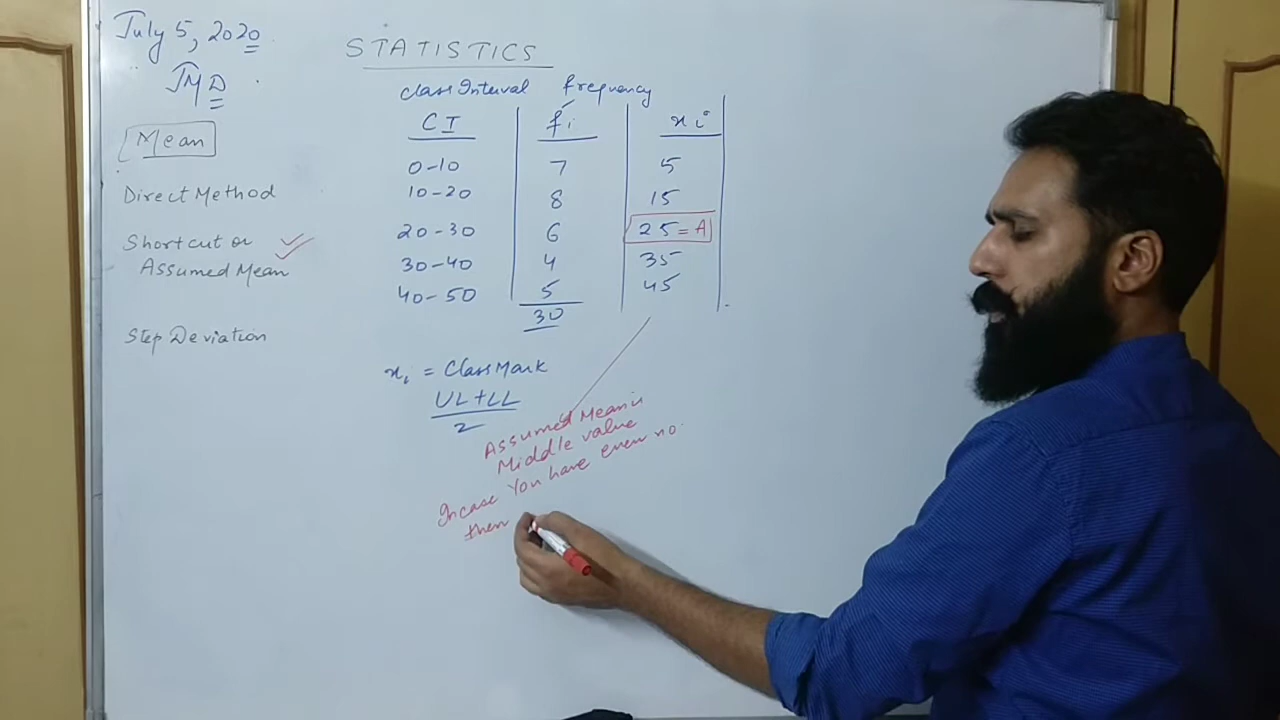 July 5, 2020
JMD
STATISTICS
Class Interval frequency
CI fi xi
0-10 7 5
10-20 8 15
20-30 6 25 = A
30-40 4 35
40-50 5 45
30
Mean
Direct Method
Shortcut or
Assumed Mean
Step Deviation
xi = Class Mark
UL + LL
2
Assumed Mean is
Middle value
Incase You have even no.
then